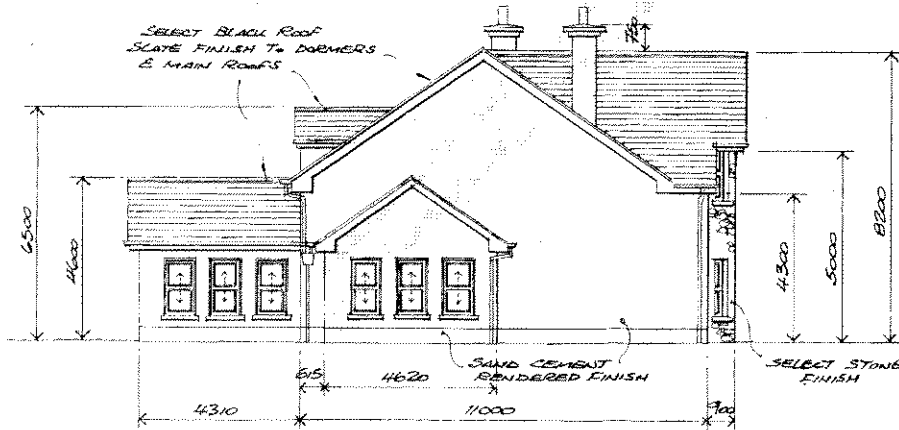 SELECT BLACK ROOF
SLATE FINISH To DORMERS
& MAIN ROOFS
750
6500
4600
4300
5000
8200
SAND CEMENT
RENDERED FINISH
SELECT STONE
FINISH
615
4620
4310
11000
900